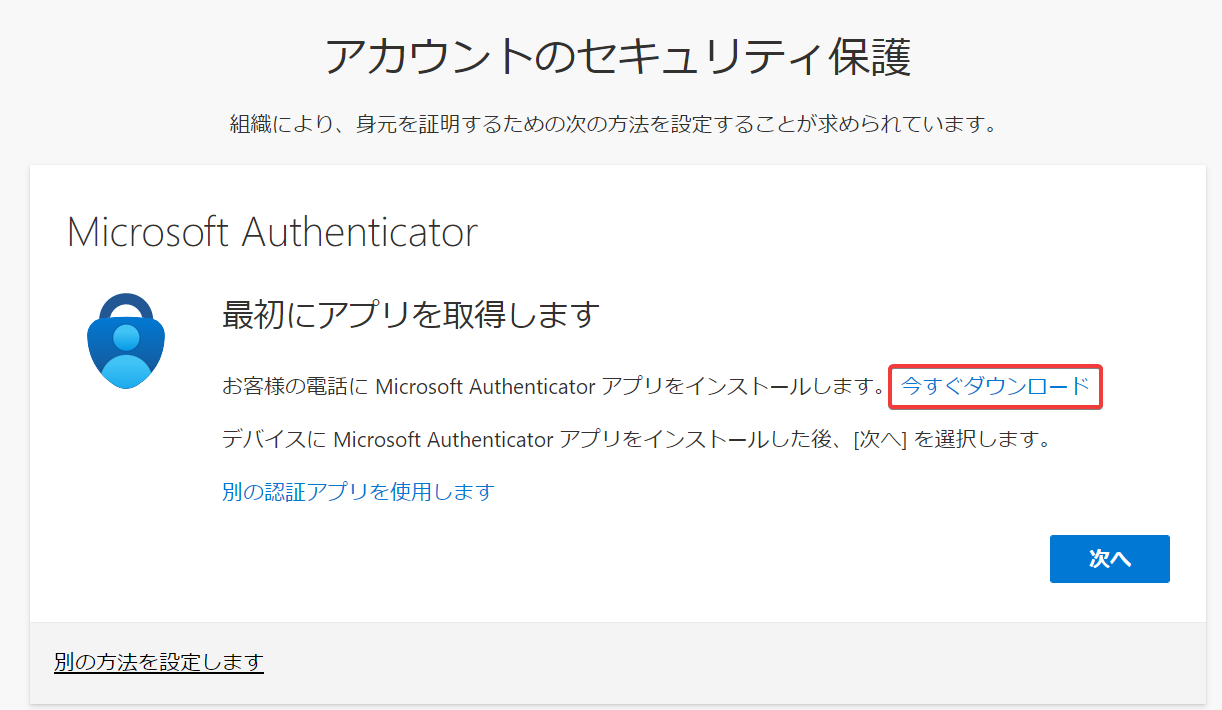 アカウントのセキュリティ保護
組織により、身元を証明するための次の方法を設定することが求められています。
Microsoft Authenticator
最初にアプリを取得します
お客様の電話に Microsoft Authenticator アプリをインストールします。今すぐダウンロード
デバイスに Microsoft Authenticator アプリをインストールした後、[次へ] を選択します。
別の認証アプリを使用します
次へ
別の方法を設定します